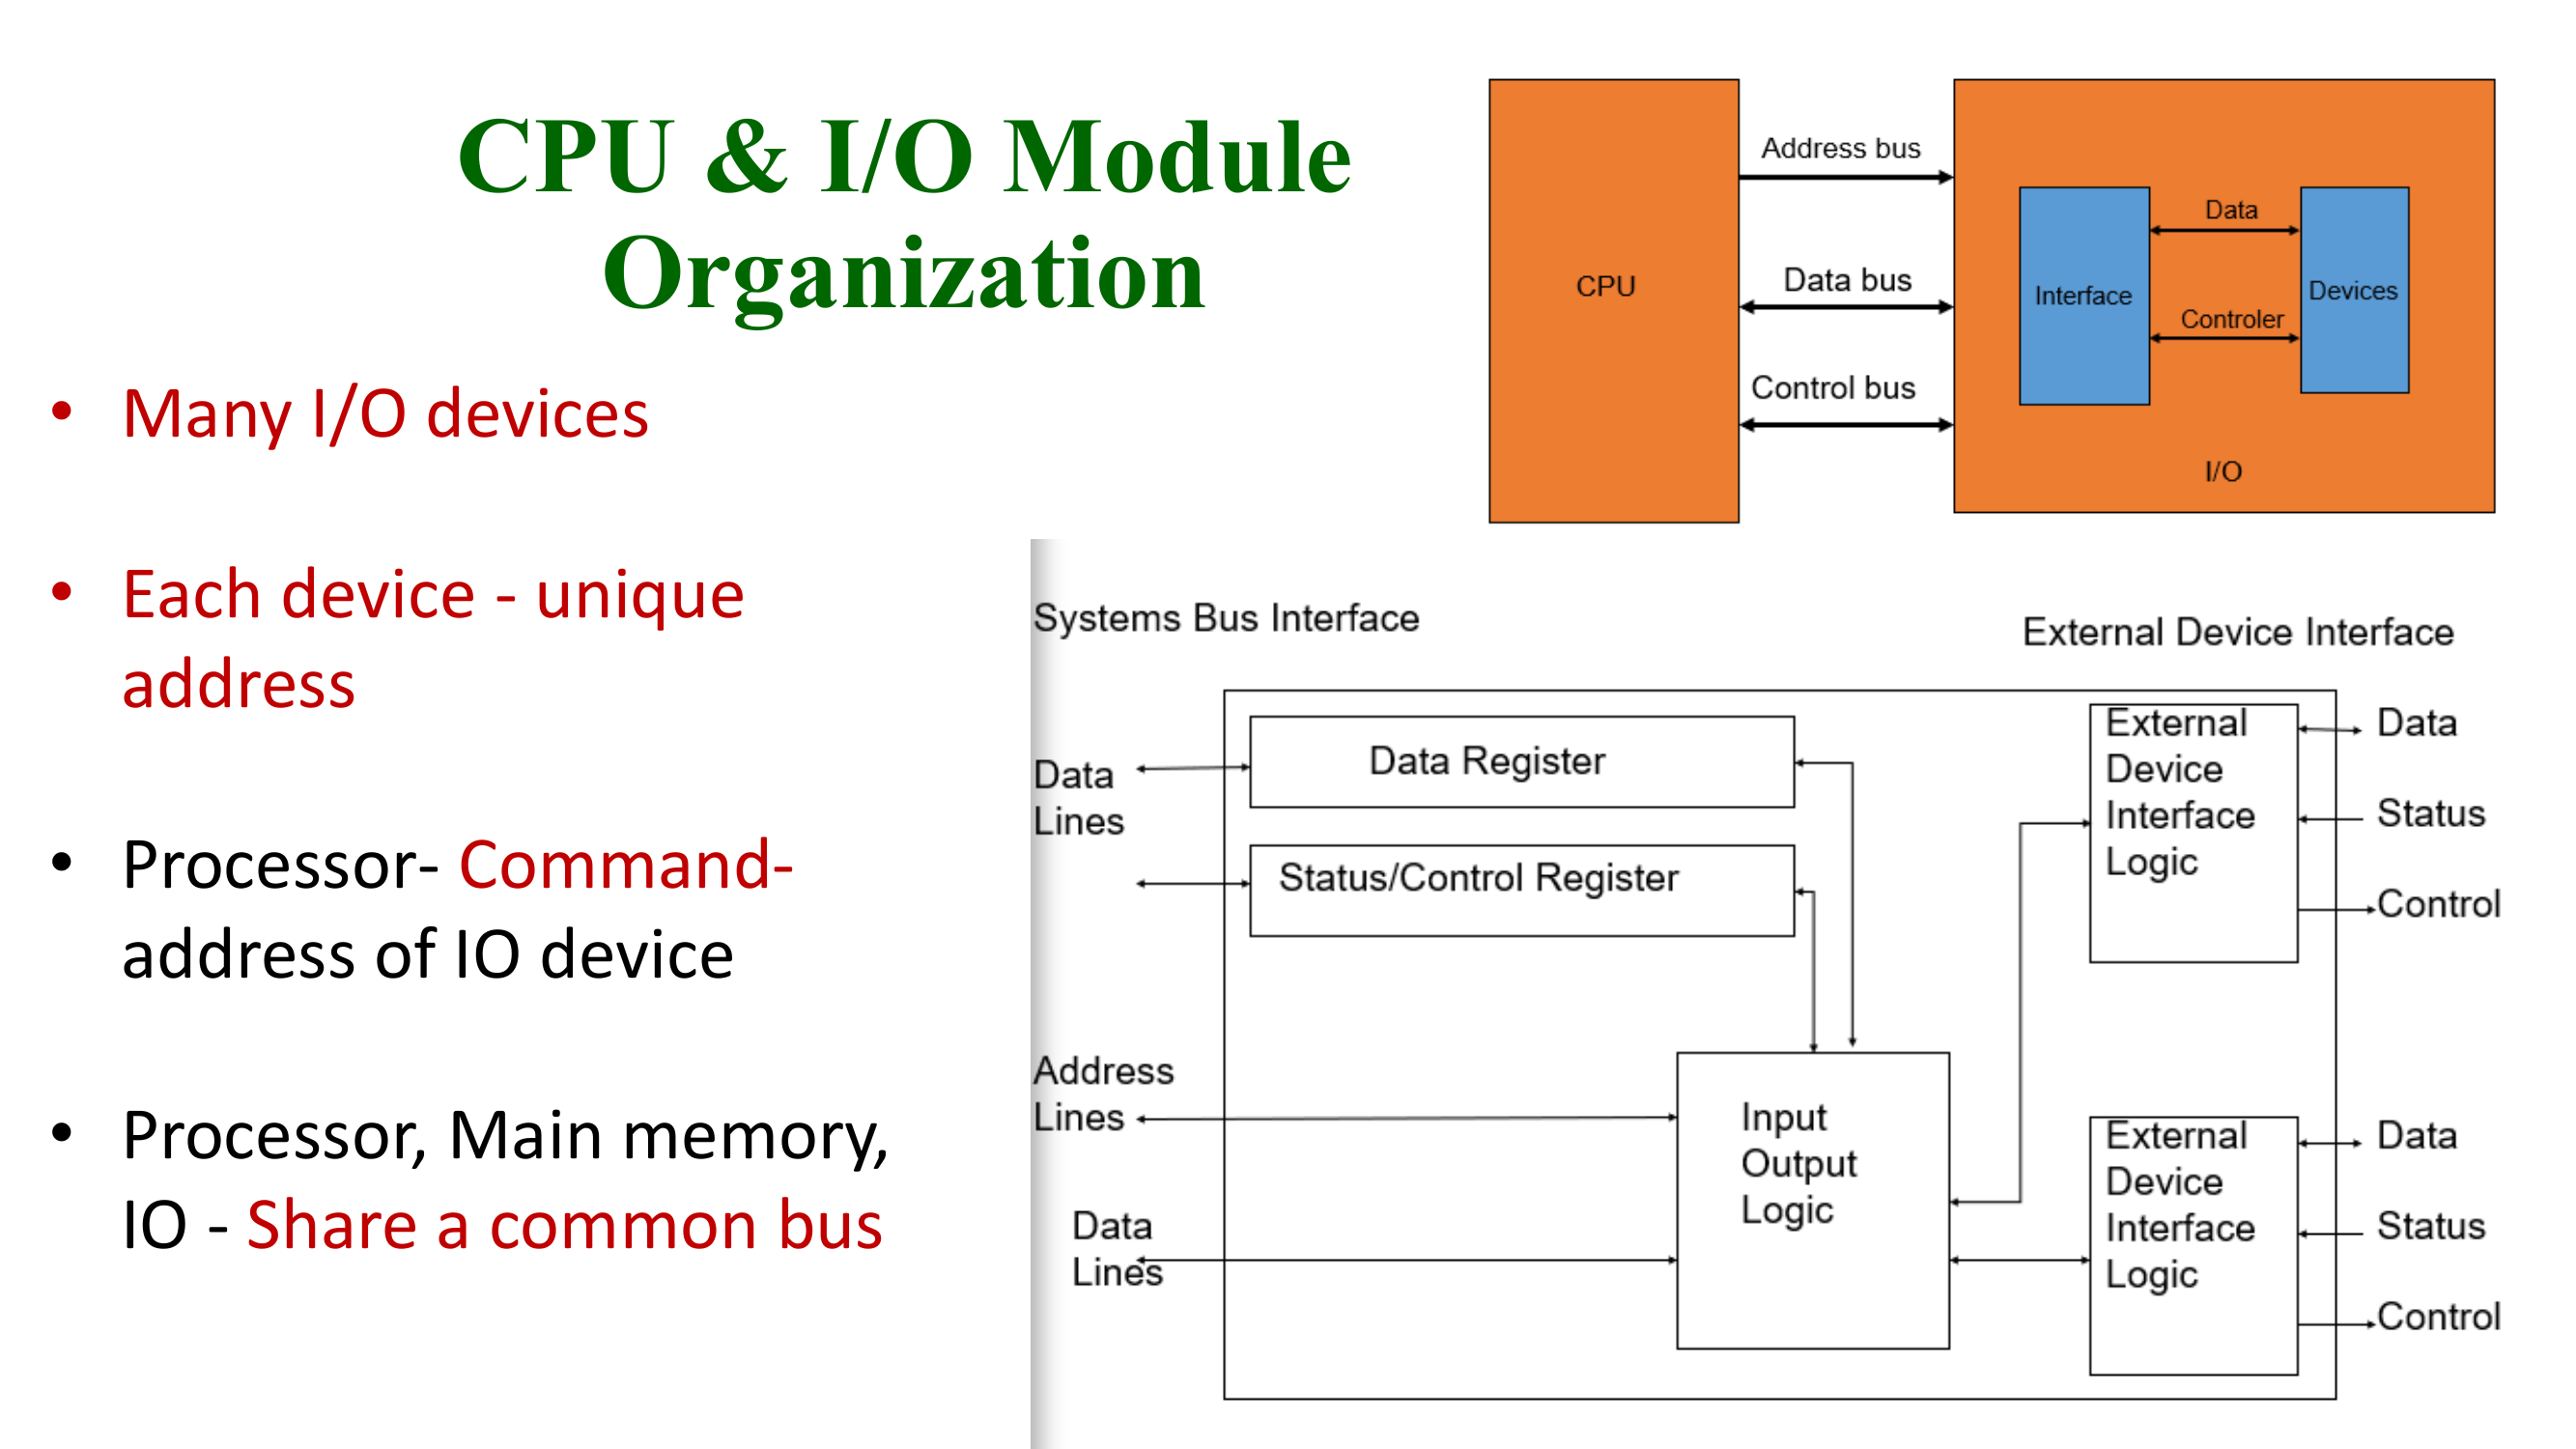 CPU & I/O Module
Organization
• Many I/O devices
• Each device - unique
address
• Processor- Command-
address of IO device
• Processor, Main memory,
IO - Share a common bus
CPU
Address bus
Data bus
Control bus
Interface
Data
Controler
Devices
I/O
Systems Bus Interface
External Device Interface
Data
Lines
Data Register
Status/Control Register
Address
Lines
Data
Lines
Input
Output
Logic
External
Device
Interface
Logic
Data
Status
Control
External
Device
Interface
Logic
Data
Status
Control